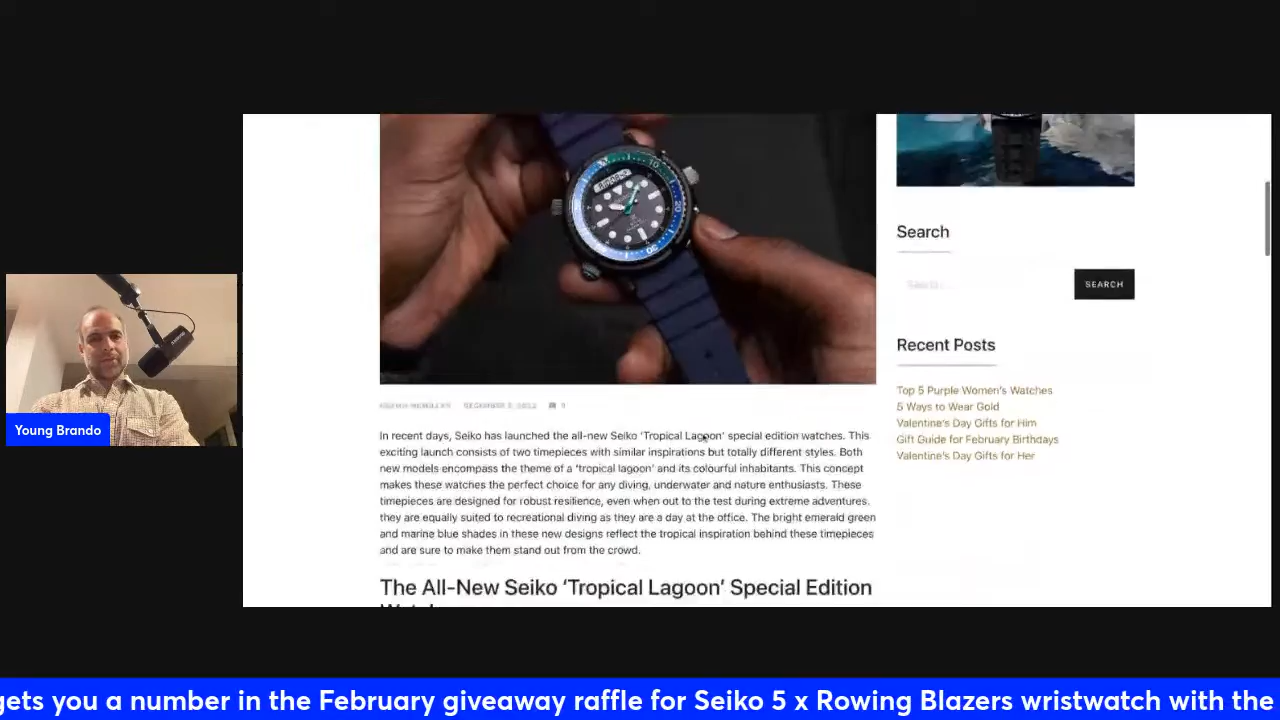 10
20
30
Search
SEARCH
Recent Posts
Top 5 Purple Women's Watches
5 Ways to Wear Gold
Valentine's Day Gifts for Him
Gift Guide for February Birthdays
Valentine's Day Gifts for Her
In recent days, Seiko has launched the all-new Seiko 'Tropical Lagoon' special edition watches. This
exciting launch consists of two timepieces with similar inspirations but totally different styles. Both
new models encompass the theme of a 'tropical lagoon' and its colourful inhabitants. This concept
makes these watches the perfect choice for any diving, underwater and nature enthusiasts. These
timepieces are designed for robust resilience, even when out to the test during extreme adventures,
they are equally suited to recreational diving as they are a day at the office. The bright emerald green
and marine blue shades in these new designs reflect the tropical inspiration behind these timepieces
and are sure to make them stand out from the crowd.
The All-New Seiko 'Tropical Lagoon' Special Edition
Young Brando
gets you a number in the February giveaway raffle for Seiko 5 x Rowing Blazers wristwatch with the